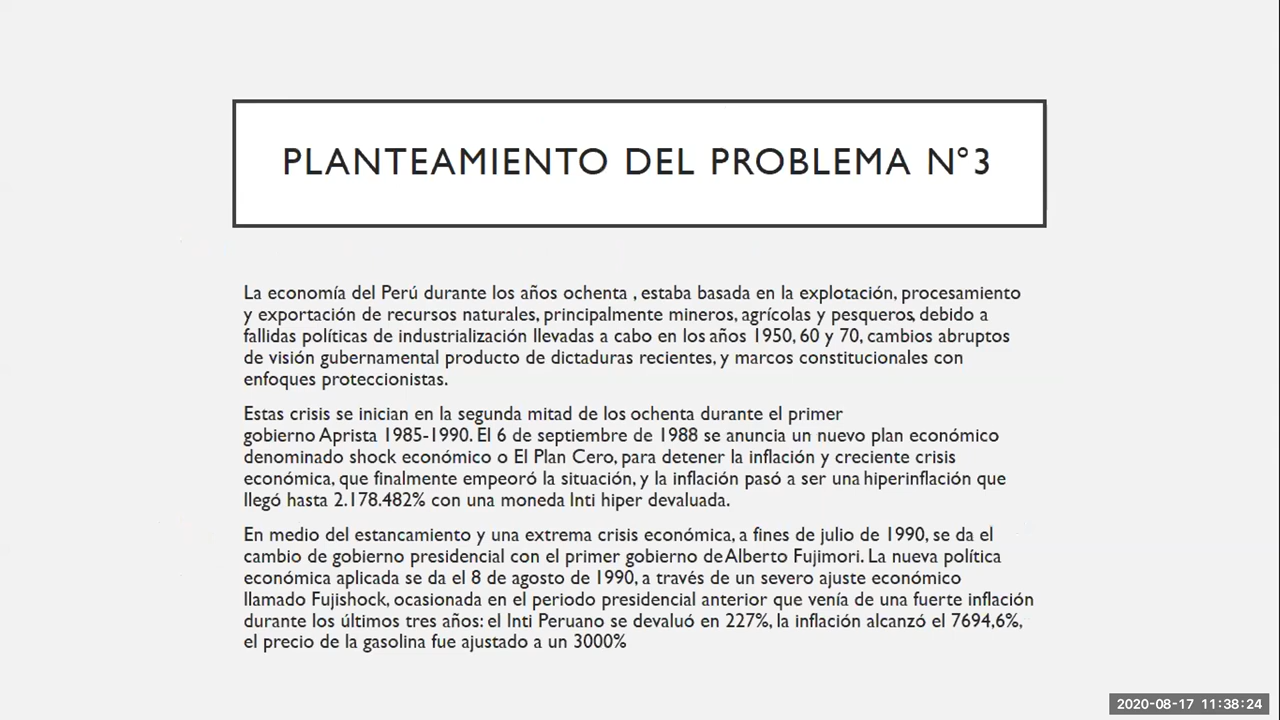 PLANTEAMIENTO DEL PROBLEMA N°3
La economía del Perú durante los años ochenta , estaba basada en la explotación, procesamiento
y exportación de recursos naturales, principalmente mineros, agrícolas y pesqueros, debido a
fallidas políticas de industrialización llevadas a cabo en los años 1950, 60 y 70, cambios abruptos
de visión gubernamental producto de dictaduras recientes, y marcos constitucionales con
enfoques proteccionistas.
Estas crisis se inician en la segunda mitad de los ochenta durante el primer
gobierno Aprista 1985-1990. El 6 de septiembre de 1988 se anuncia un nuevo plan económico
denominado shock económico o El Plan Cero, para detener la inflación y creciente crisis
económica, que finalmente empeoró la situación, y la inflación pasó a ser una hiperinflación que
llegó hasta 2.178.482% con una moneda Inti hiper devaluada.
En medio del estancamiento y una extrema crisis económica, a fines de julio de 1990, se da el
cambio de gobierno presidencial con el primer gobierno de Alberto Fujimori. La nueva política
económica aplicada se da el 8 de agosto de 1990, a través de un severo ajuste económico
llamado Fujishock, ocasionada en el periodo presidencial anterior que venía de una fuerte inflación
durante los últimos tres años: el Inti Peruano se devaluó en 227%, la inflación alcanzó el 7694,6%,
el precio de la gasolina fue ajustado a un 3000%
2020-08-17 11:38:24